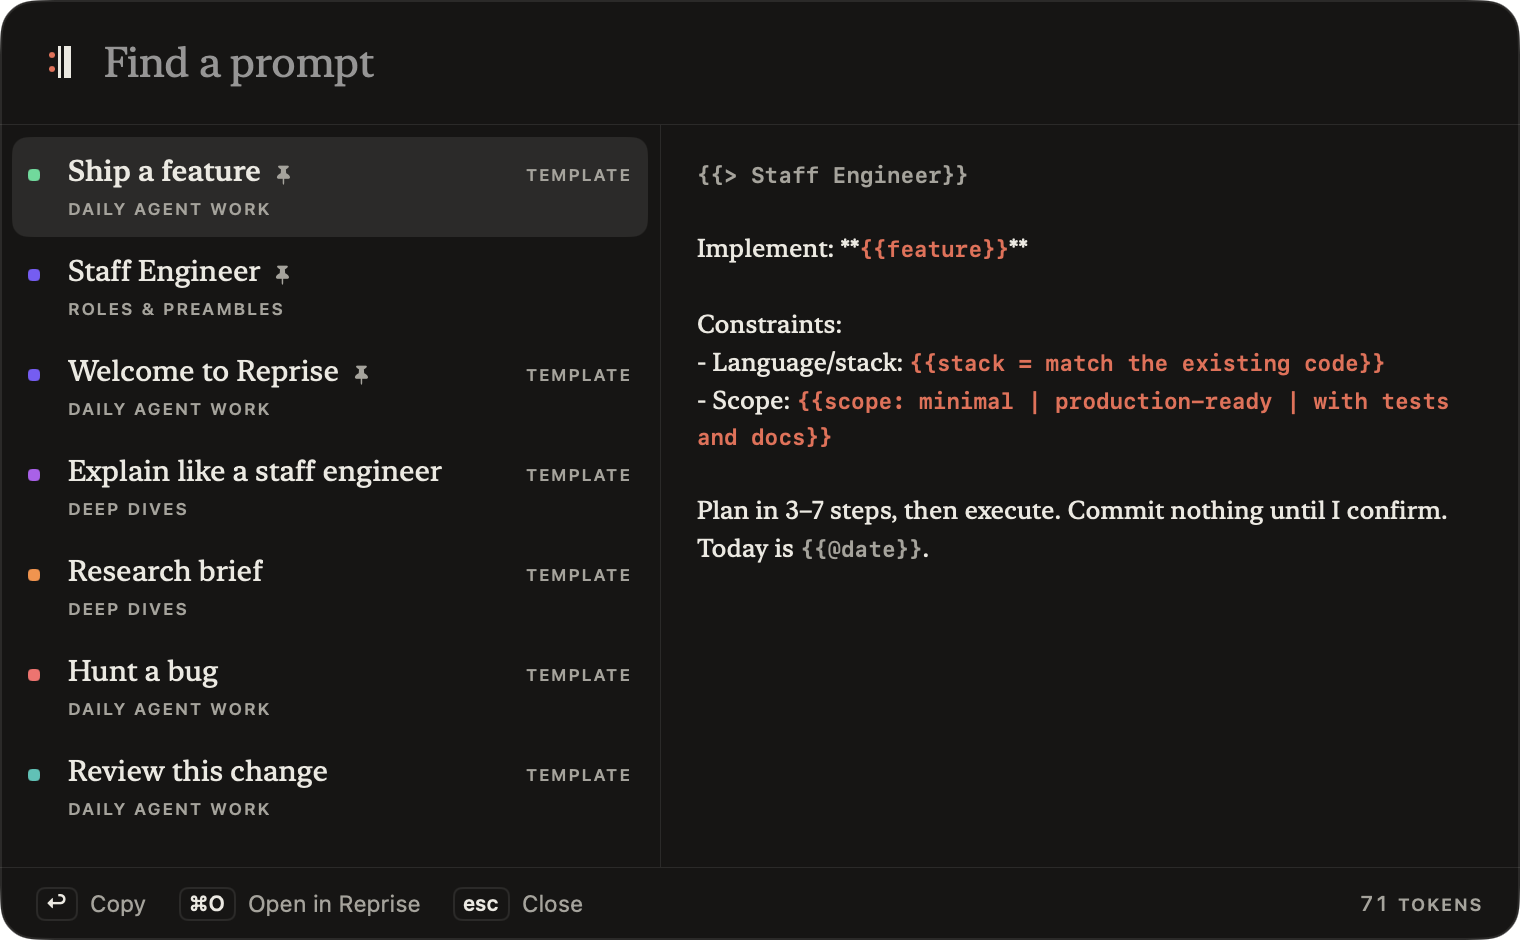 Find a prompt
Ship a feature
TEMPLATE
DAILY AGENT WORK
Staff Engineer
ROLES & PREAMBLES
Welcome to Reprise
TEMPLATE
DAILY AGENT WORK
Explain like a staff engineer
TEMPLATE
DEEP DIVES
Research brief
TEMPLATE
DEEP DIVES
Hunt a bug
TEMPLATE
DAILY AGENT WORK
Review this change
TEMPLATE
DAILY AGENT WORK
{{> Staff Engineer}}
Implement: **{{feature}}**
Constraints:
- Language/stack: {{stack = match the existing code}}
- Scope: {{scope: minimal | production-ready | with tests
and docs}}
Plan in 3–7 steps, then execute. Commit nothing until I confirm.
Today is {{@date}}.
↩ Copy
⌘O Open in Reprise
esc Close
71 TOKENS